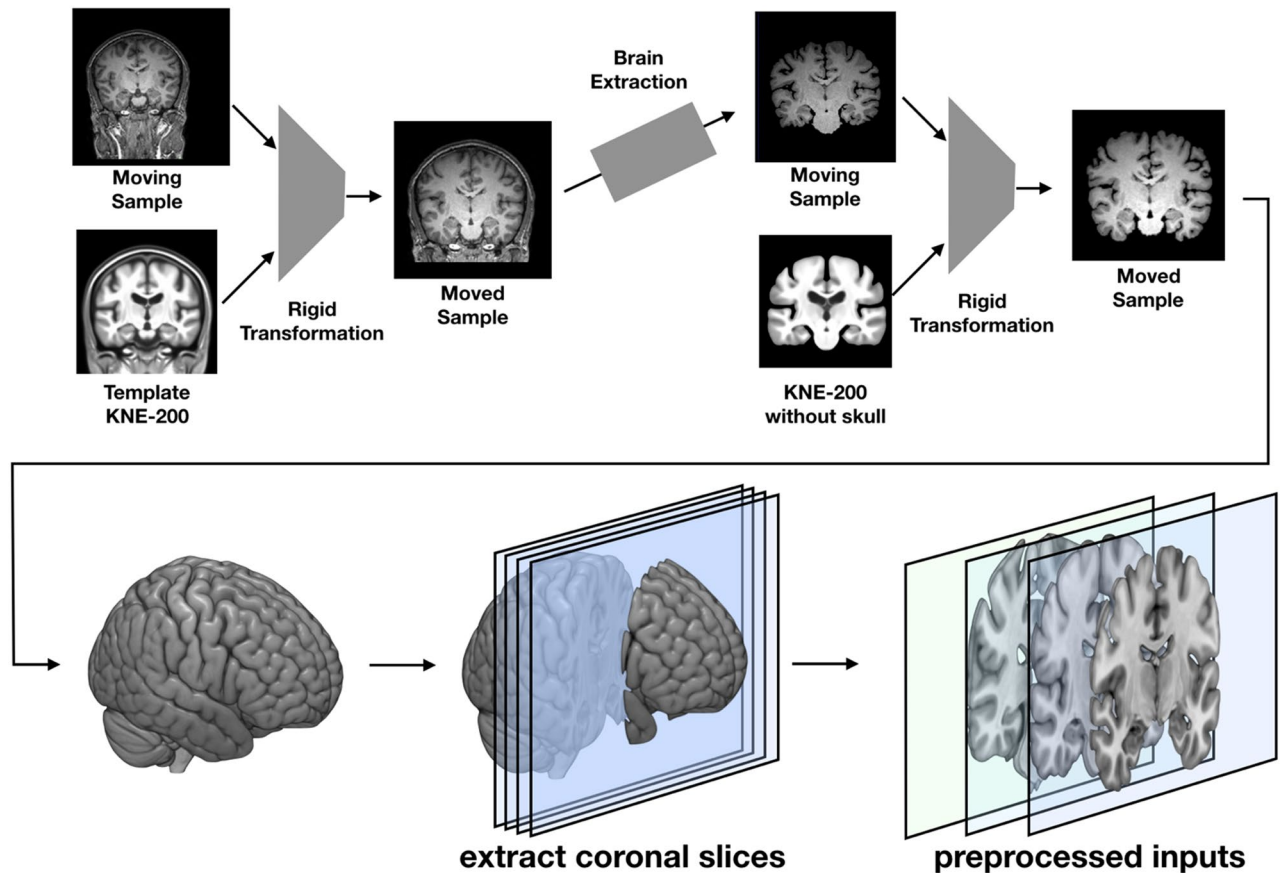 Moving
Sample
Template
KNE-200
Rigid
Transformation
Moved
Sample
Brain
Extraction
Moving
Sample
KNE-200
without skull
Rigid
Transformation
Moved
Sample
extract coronal slices
preprocessed inputs